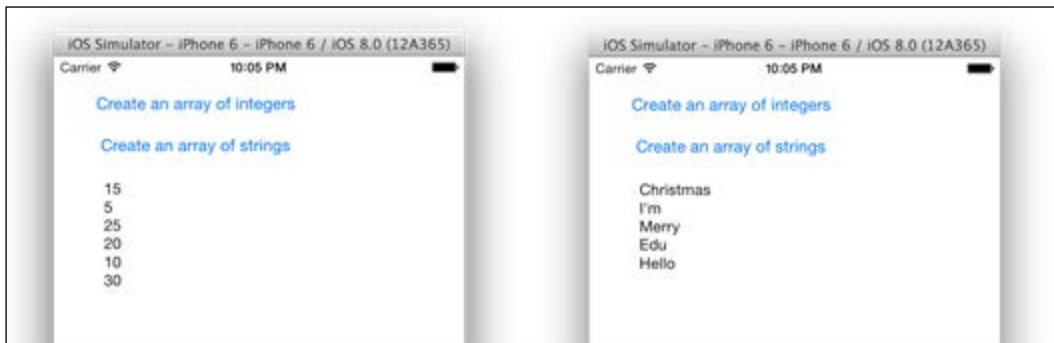 iOS Simulator – iPhone 6 – iPhone 6 / iOS 8.0 (12A365)
Carrier 10:05 PM
Create an array of integers
Create an array of strings
15
5
25
20
10
30
iOS Simulator – iPhone 6 – iPhone 6 / iOS 8.0 (12A365)
Carrier 10:05 PM
Create an array of integers
Create an array of strings
Christmas
I'm
Merry
Edu
Hello